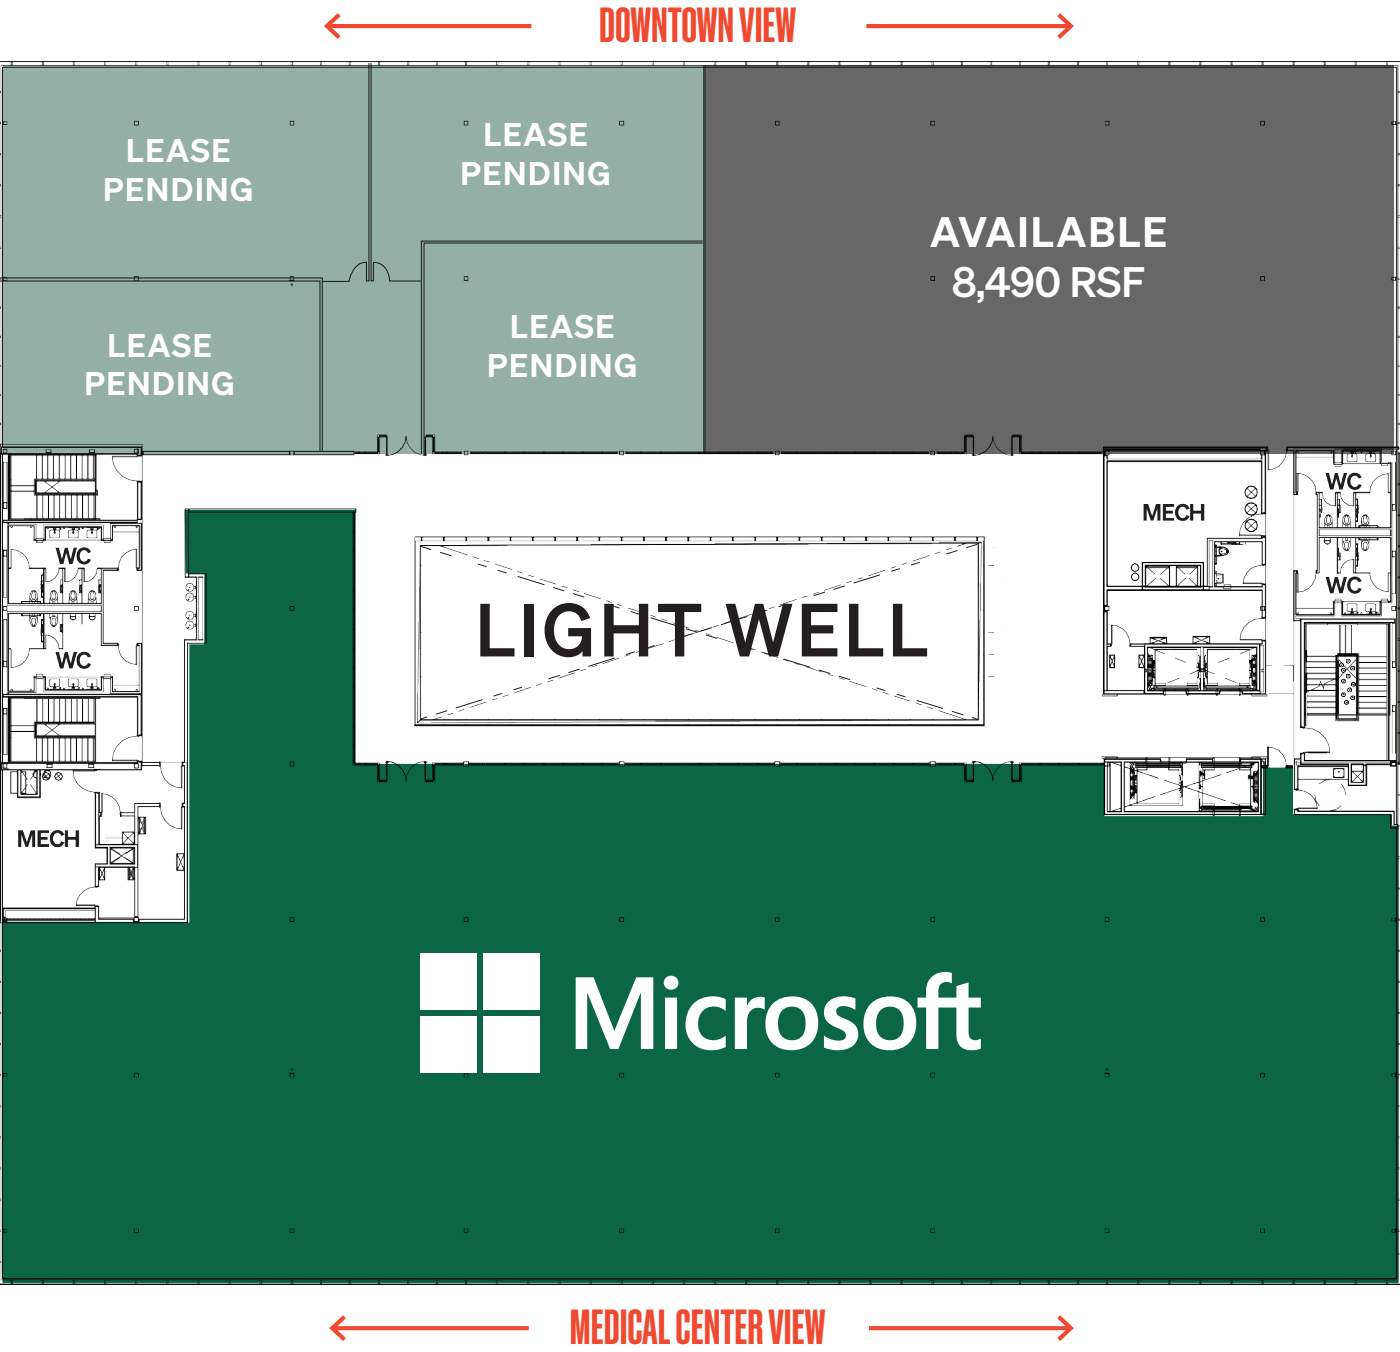 DOWNTOWN VIEW
LEASE
PENDING
LEASE
PENDING
AVAILABLE
8,490 RSF
LEASE
PENDING
LEASE
PENDING
WC
MECH
WC
WC
WC
LIGHT WELL
MECH
Microsoft
MEDICAL CENTER VIEW